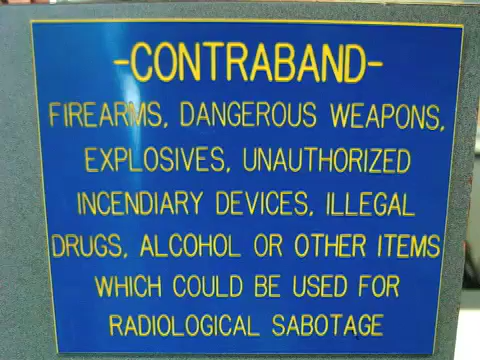 -CONTRABAND-
FIREARMS, DANGEROUS WEAPONS,
EXPLOSIVES, UNAUTHORIZED
INCENDIARY DEVICES, ILLEGAL
DRUGS, ALCOHOL OR OTHER ITEMS
WHICH COULD BE USED FOR
RADIOLOGICAL SABOTAGE